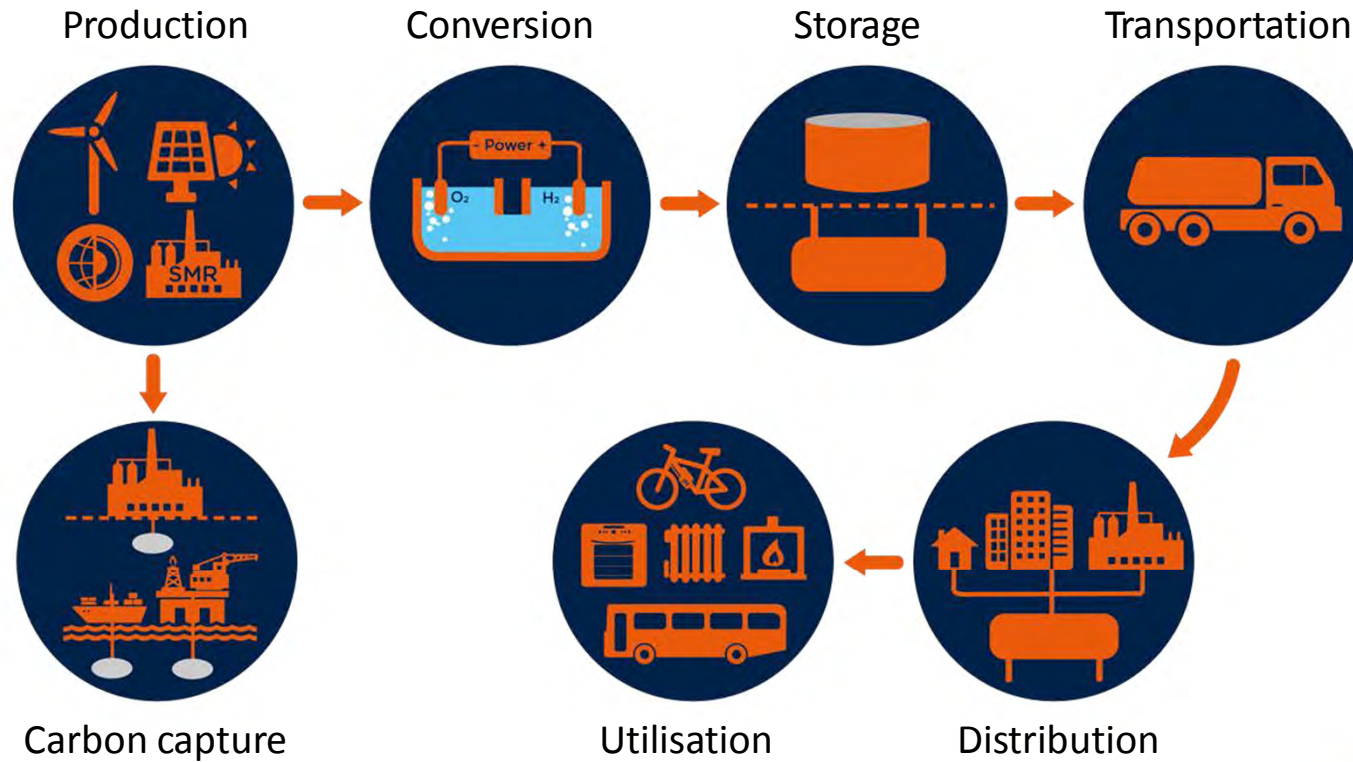 Production
Conversion
Storage
Transportation
SMR
- Power +
O₂
H₂
Carbon capture
Utilisation
Distribution